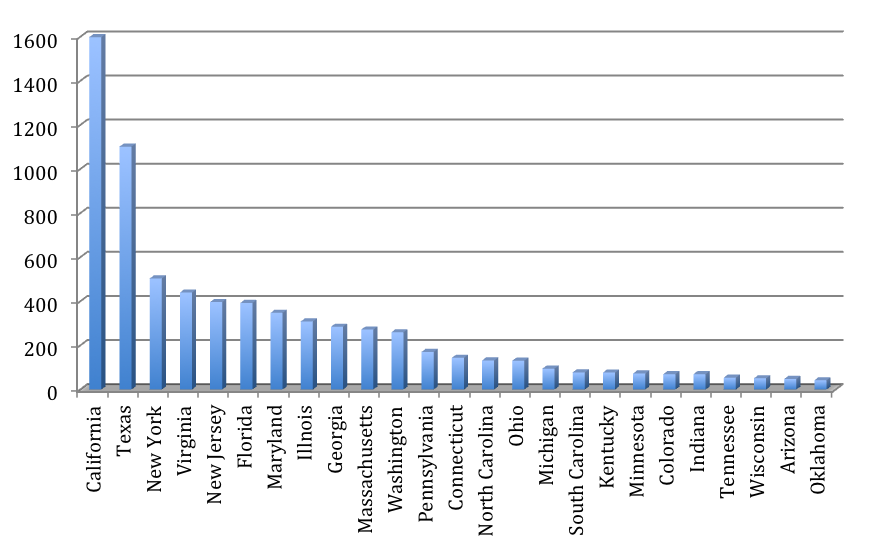 1600
1400
1200
1000
800
600
400
200
0
California
Texas
New York
Virginia
New Jersey
Florida
Maryland
Illnois
Georgia
Massachusetts
Washington
Pennsylvania
Connecticut
North Carolina
Ohio
Michigan
South Carolina
Kentucky
Minnesota
Colorado
Indiana
Tennessee
Wisconsin
Arizona
Oklahoma